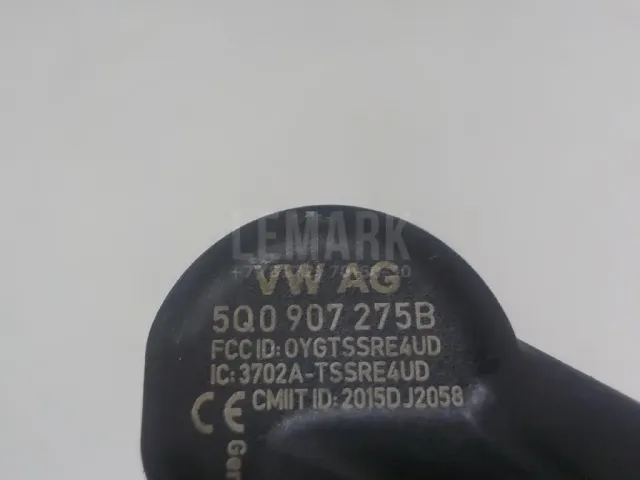 LEMARK
VW AG
5Q0 907 275B
FCC ID: OYGTSSRE4UD
IC: 3702A-TSSRE4UD
CE CMIIT ID: 2015DJ2058